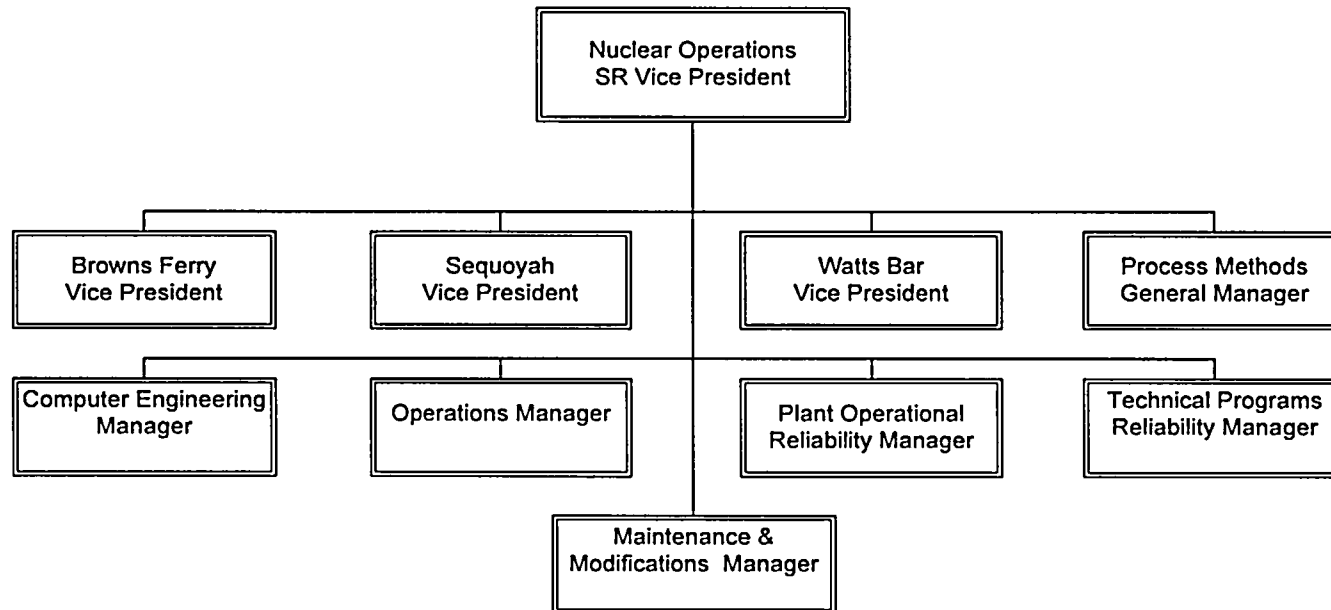 Nuclear Operations
SR Vice President
Browns Ferry
Vice President
Sequoyah
Vice President
Watts Bar
Vice President
Process Methods
General Manager
Computer Engineering
Manager
Operations Manager
Plant Operational
Reliability Manager
Technical Programs
Reliability Manager
Maintenance &
Modifications Manager